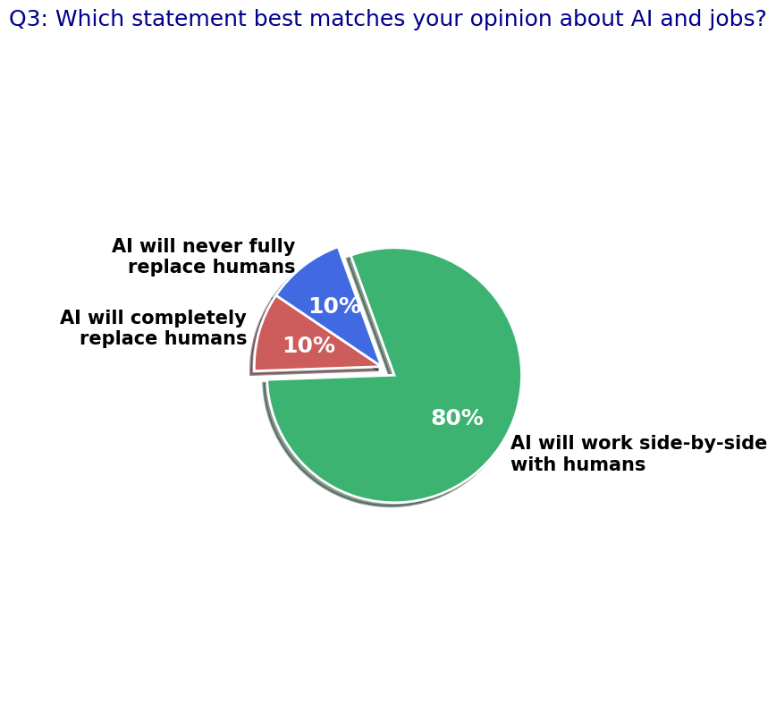 Q3: Which statement best matches your opinion about AI and jobs?
AI will never fully
replace humans
10%
AI will completely
replace humans
10%
80%
AI will work side-by-side
with humans